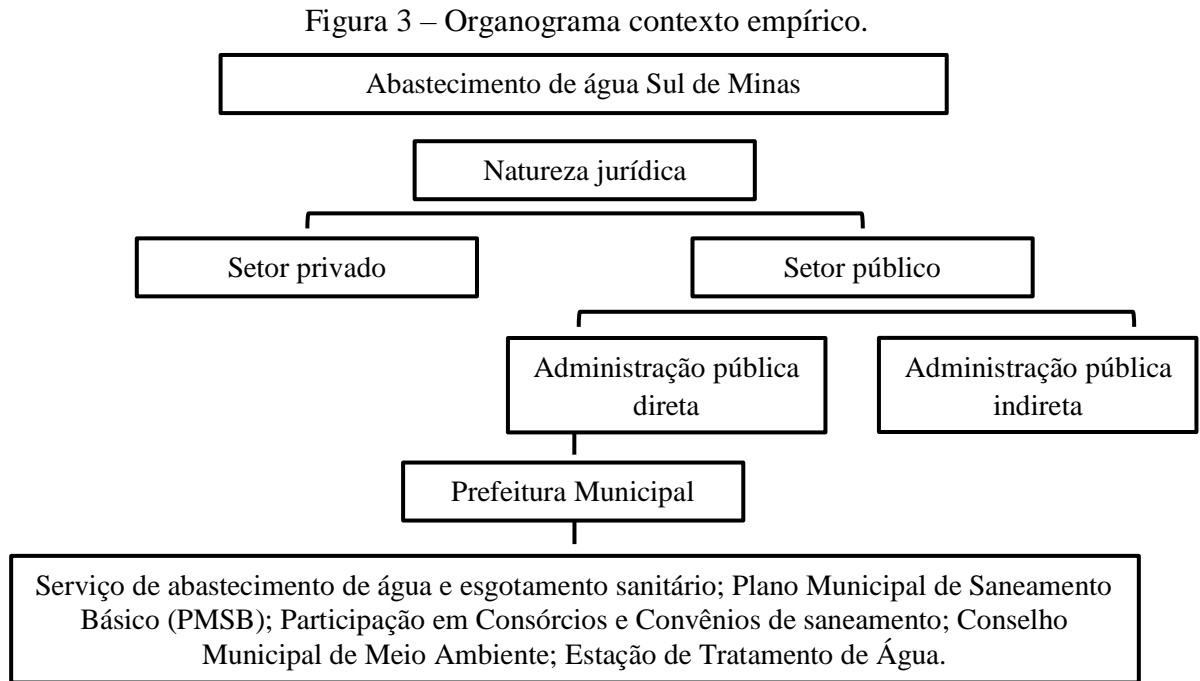 Figura 3 – Organograma contexto empírico.
Abastecimento de água Sul de Minas
Natureza jurídica
Setor privado
Setor público
Administração pública
direta
Administração pública
indireta
Prefeitura Municipal
Serviço de abastecimento de água e esgotamento sanitário; Plano Municipal de Saneamento
Básico (PMSB); Participação em Consórcios e Convênios de saneamento; Conselho
Municipal de Meio Ambiente; Estação de Tratamento de Água.